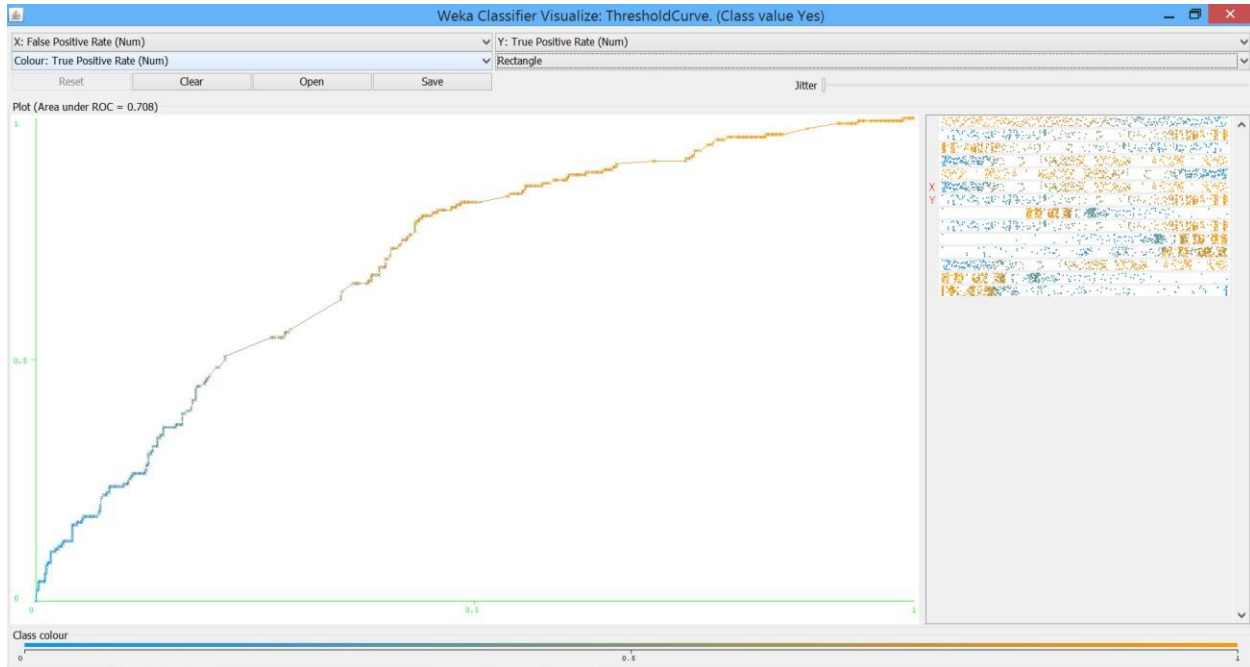 Weka Classifier Visualize: ThresholdCurve. (Class value Yes)
X: False Positive Rate (Num)
Y: True Positive Rate (Num)
Colour: True Positive Rate (Num)
Rectangle
Reset
Clear
Open
Save
Jitter
Plot (Area under ROC = 0.708)
1
0.5
0
0
0.5
1
X
Y
Class colour
0
0.5
1